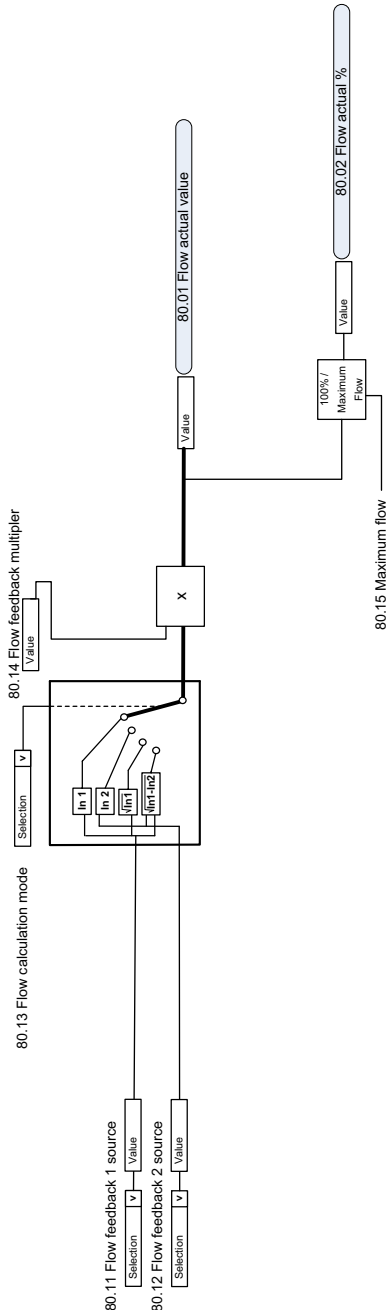 80.11 Flow feedback 1 source
Selection v
Value
80.12 Flow feedback 2 source
Selection v
Value
80.13 Flow calculation mode
Selection v
In 1
In 2
√In1
√In1-In2
80.14 Flow feedback multipler
Value
X
Value
80.01 Flow actual value
80.15 Maximum flow
100% /
Maximum
Flow
Value
80.02 Flow actual %